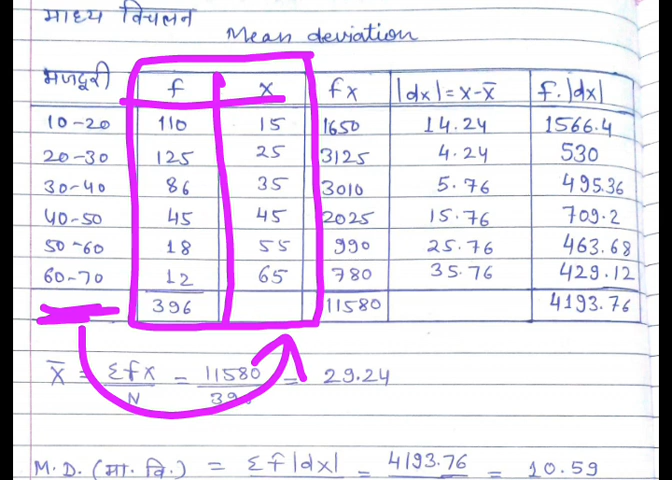 माध्य विचलन
Mean deviation
मजदूरी f x fx |dx| = x-x̄ f.|dx|
10-20 110 15 1650 14.24 1566.4
20-30 125 25 3125 4.24 530
30-40 86 35 3010 5.76 495.36
40-50 45 45 2025 15.76 709.2
50-60 18 55 990 25.76 463.68
60-70 12 65 780 35.76 429.12
396 11580 4193.76
X̄ = Σfx = 11580 = 29.24
N 39
M.D. (मा. वि.) = Σf|dx| = 4193.76 = 10.59